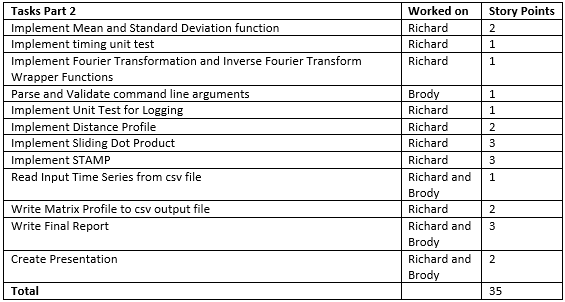 Tasks Part 2 Worked on Story Points
Implement Mean and Standard Deviation function Richard 2
Implement timing unit test Richard 1
Implement Fourier Transformation and Inverse Fourier Transform Richard 1
Wrapper Functions
Parse and Validate command line arguments Brody 1
Implement Unit Test for Logging Richard 1
Implement Distance Profile Richard 2
Implement Sliding Dot Product Richard 3
Implement STAMP Richard 3
Read Input Time Series from csv file Richard and 1
Brody
Write Matrix Profile to csv output file Richard 2
Write Final Report Richard and 3
Brody
Create Presentation Richard and 2
Brody
Total 35